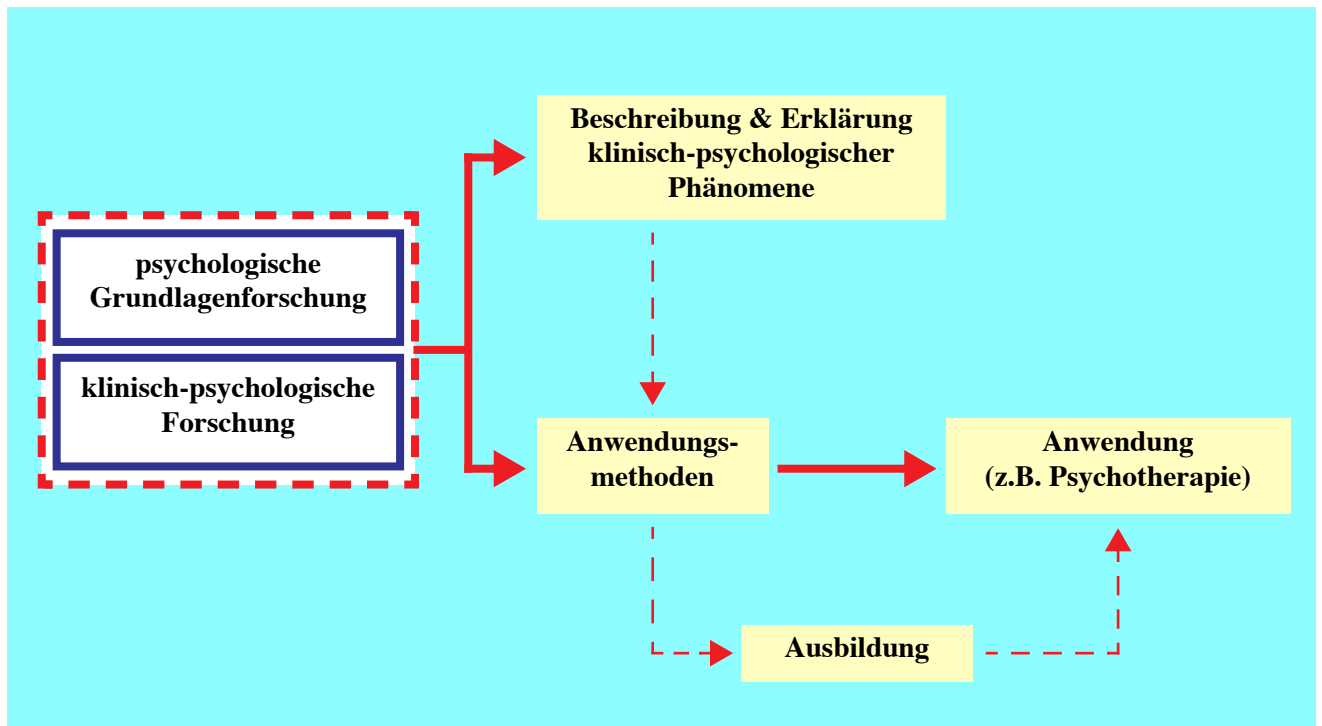 Beschreibung & Erklärung
klinisch-psychologischer
Phänomene
psychologische
Grundlagenforschung
klinisch-psychologische
Forschung
Anwendungs-
methoden
Anwendung
(z.B. Psychotherapie)
Ausbildung